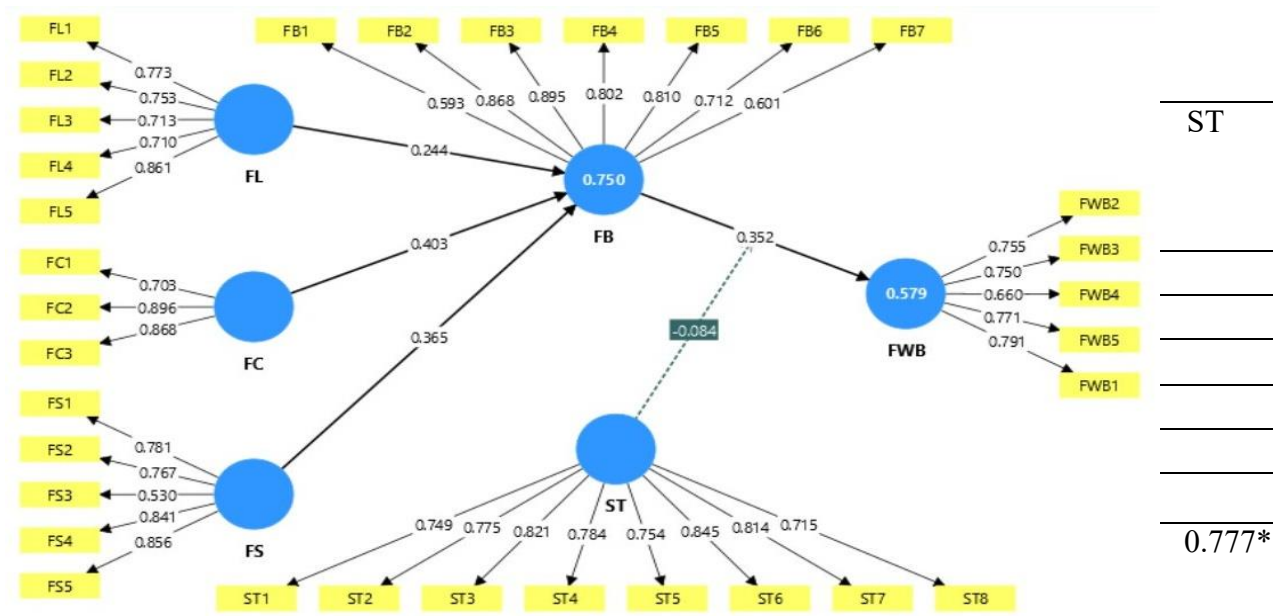 FL1
FL2
FL3
FL4
FL5
0.773
0.753
0.713
0.710
0.861
FL
FB1 FB2 FB3 FB4 FB5 FB6 FB7
0.593 0.868 0.895 0.802 0.810 0.712 0.601
0.244
0.750
FB
FC1
FC2
FC3
0.703
0.896
0.868
FC
0.403
FS1
FS2
FS3
FS4
FS5
0.781
0.767
0.530
0.841
0.856
FS
0.365
0.352
-0.084
0.579
FWB
0.755
0.750
0.660
0.771
0.791
FWB2
FWB3
FWB4
FWB5
FWB1
ST
0.749 0.775 0.821 0.784 0.754 0.845 0.814 0.715
ST1 ST2 ST3 ST4 ST5 ST6 ST7 ST8
ST
0.777*